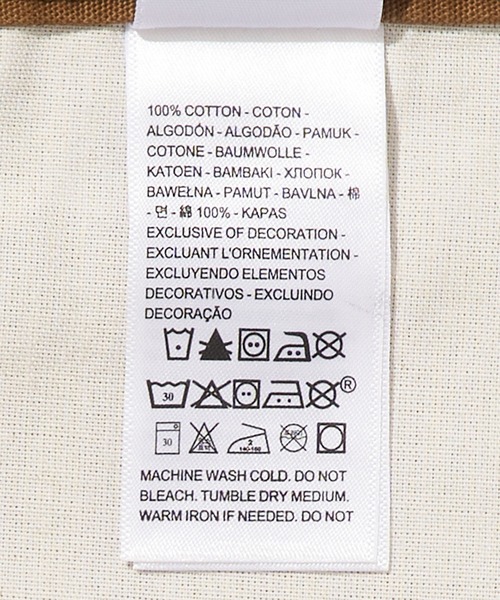 100% COTTON - COTON -
ALGODÓN - ALGODÃO - PAMUK -
COTONE - BAUMWOLLE -
KATOEN - BAMBAKI - ХЛОПОК -
BAWEŁNA - PAMUT - BAVLNA - 棉
- 면 - 綿 100% - KAPAS
EXCLUSIVE OF DECORATION -
EXCLUANT L'ORNEMENTATION -
EXCLUYENDO ELEMENTOS
DECORATIVOS - EXCLUINDO
DECORAÇÃO
30 ®
30 2 140-160
MACHINE WASH COLD. DO NOT
BLEACH. TUMBLE DRY MEDIUM.
WARM IRON IF NEEDED. DO NOT